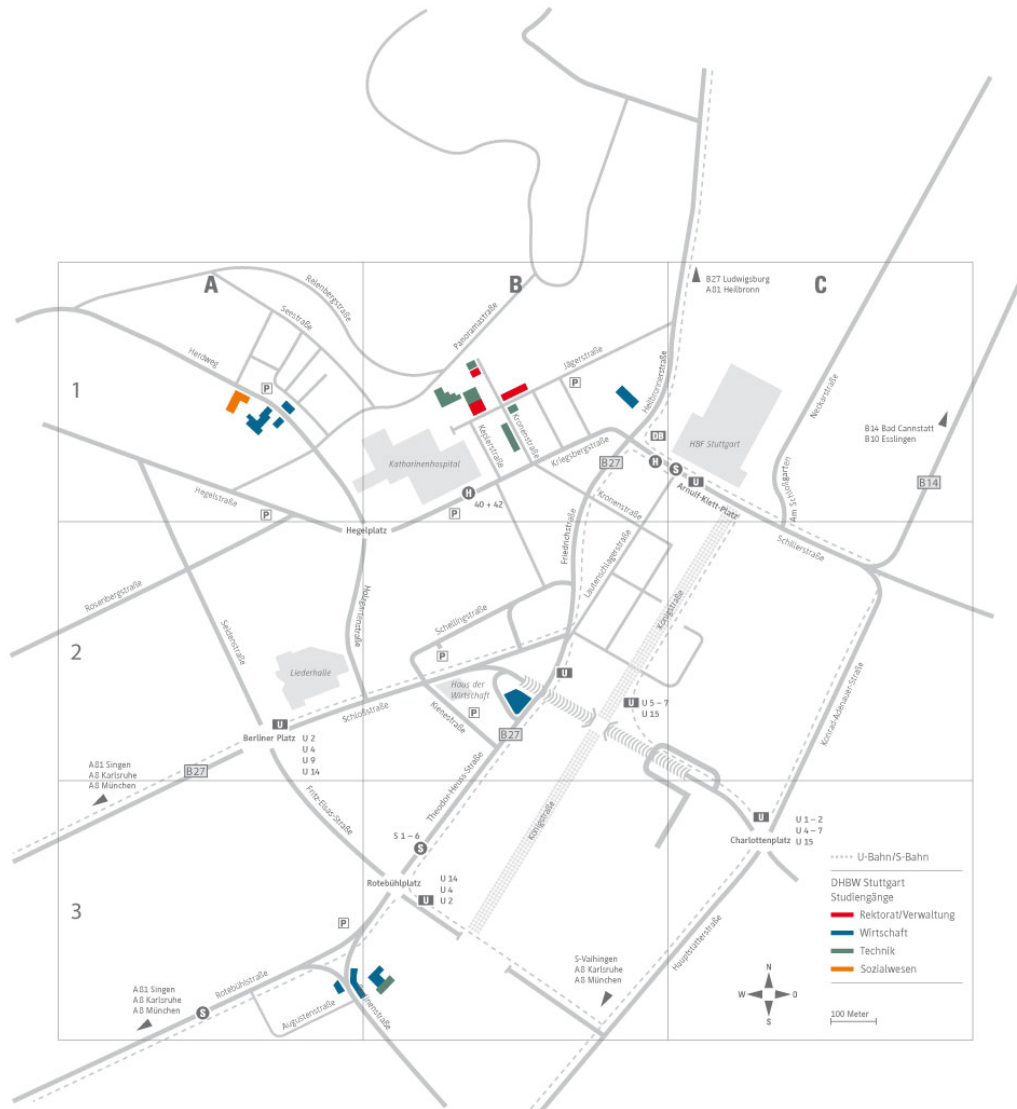 A
B
C
1
2
3
B27 Ludwigsburg
A81 Heilbronn
Relenbergstraße
Seestraße
Herdweg
P
Panoramastraße
Jägerstraße
P
Heilbronnerstraße
Neckarstraße
B14 Bad Cannstatt
B10 Esslingen
Kronenstraße
Keplerstraße
Katharinenhospital
Kriegsbergstraße
DB
HBF Stuttgart
H
S
U
B27
Arnulf-Klett-Platz
Am Schloßgarten
B14
Hegelstraße
P
H
40 + 42
P
Kronenstraße
Hegelplatz
Friedrichstraße
Lautenschlagerstraße
Schillerstraße
Rosenbergstraße
Seidenstraße
Holzgartenstraße
Schellingstraße
Königstraße
P
Liederhalle
Haus der
Wirtschaft
U
Schloßstraße
Kienestraße
P
B27
U
U 5 – 7
U 15
Konrad-Adenauer-Straße
U
Berliner Platz
U 2
U 4
U 9
U 14
A81 Singen
A8 Karlsruhe
A8 München
B27
Fritz-Elsas-Straße
Theodor-Heuss-Straße
Königstraße
S 1 – 6
S
U
Charlottenplatz
U 1 – 2
U 4 – 7
U 15
Rotebühlplatz
U
U 14
U 4
U 2
P
Hauptstätterstraße
S-Vaihingen
A8 Karlsruhe
A8 München
Rotebühlstraße
A81 Singen
A8 Karlsruhe
A8 München
S
Augustenstraße
U-Bahn/S-Bahn
DHBW Stuttgart
Studiengänge
Rektorat/Verwaltung
Wirtschaft
Technik
Sozialwesen
N
W
O
S
100 Meter